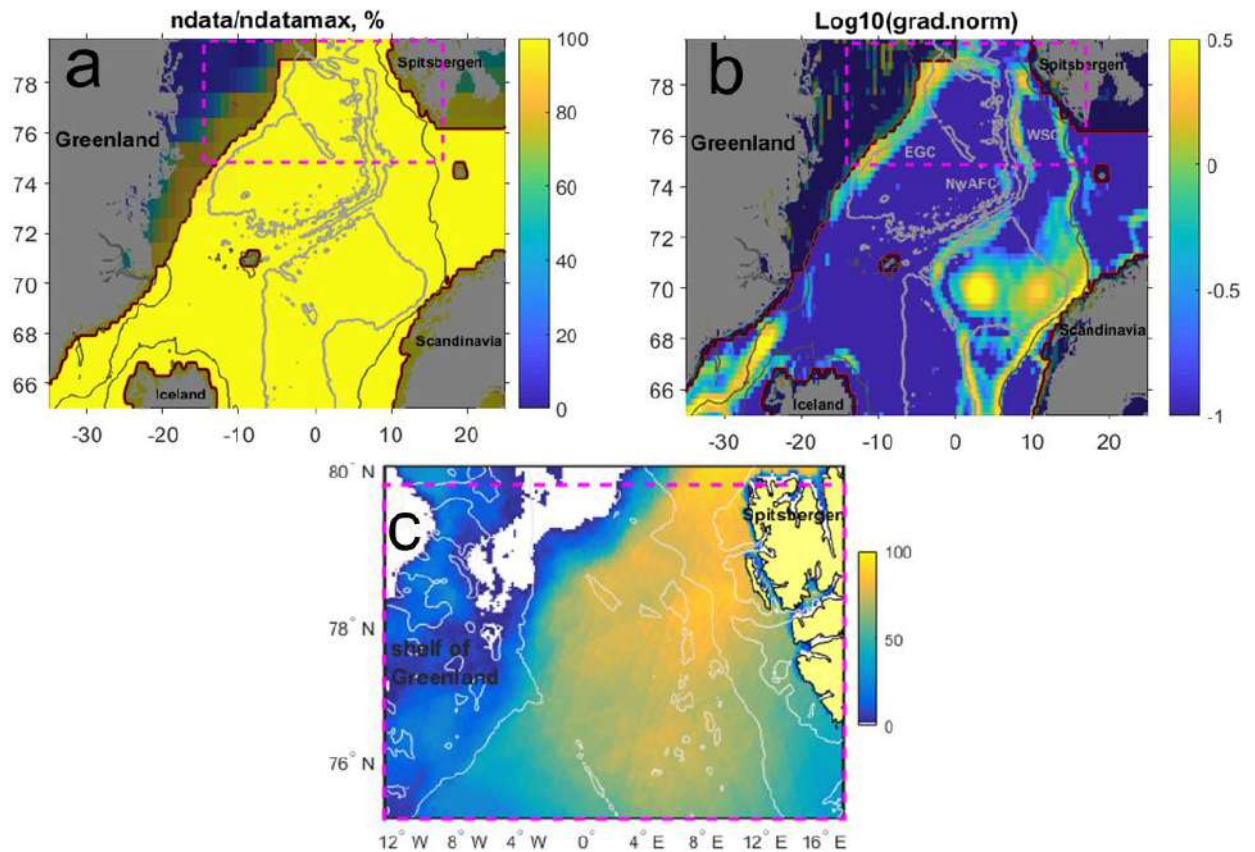 ndata/ndatamax, %
a
Spitsbergen
Greenland
Scandinavia
Iceland
78
76
74
72
70
68
66
-30
-20
-10
0
10
20
100
80
60
40
20
0
Log10(grad.norm)
b
Spitsbergen
Greenland
EGC
WSC
NwAFC
Scandinavia
Iceland
78
76
74
72
70
68
66
-30
-20
-10
0
10
20
0.5
0
-0.5
-1
c
Spitsbergen
shelf of
Greenland
80° N
78° N
76° N
12° W
8° W
4° W
0°
4° E
8° E
12° E
16° E
100
50
0